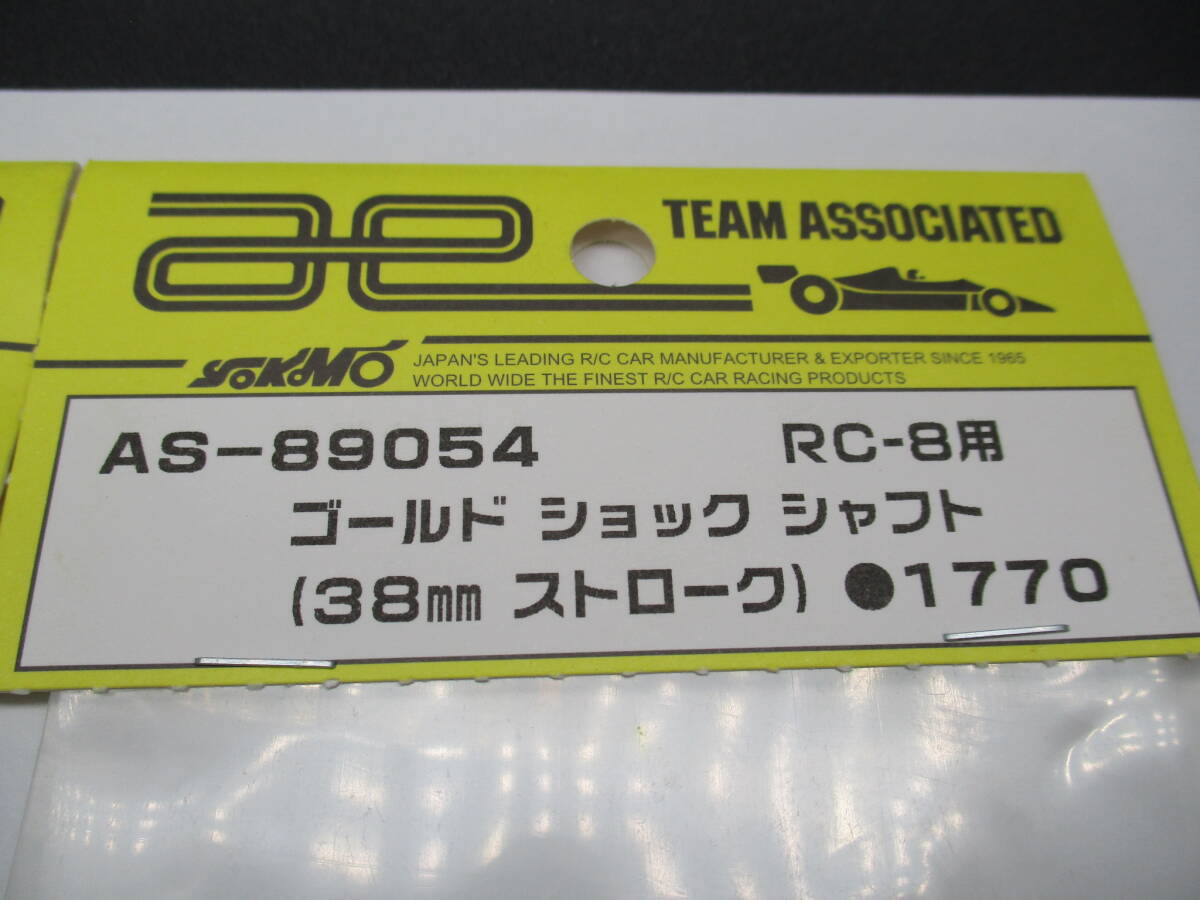 ae
TEAM ASSOCIATED
YOKOMO
JAPAN'S LEADING R/C CAR MANUFACTURER & EXPORTER SINCE 1965
WORLD WIDE THE FINEST R/C CAR RACING PRODUCTS
AS-89054 RC-8用
ゴールド ショック シャフト
(38mm ストローク) ●1770